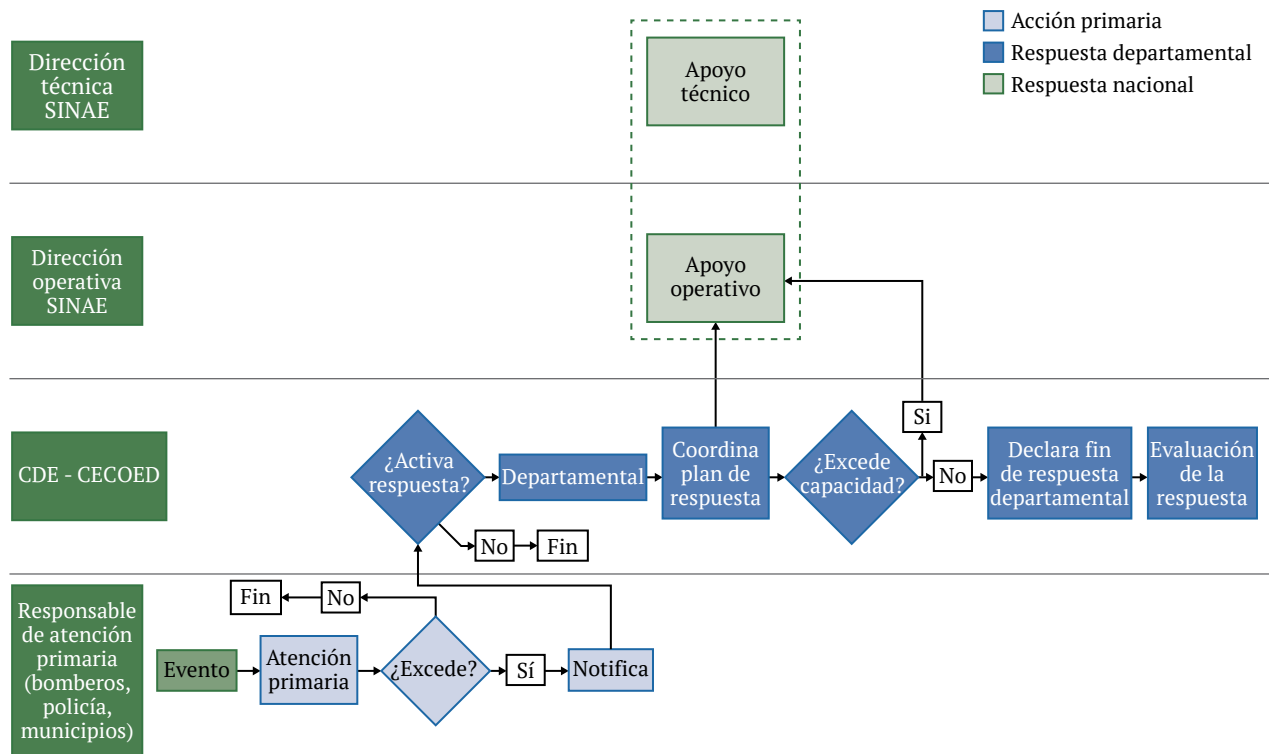 Acción primaria
Respuesta departamental
Respuesta nacional
Dirección
técnica
SINAE
Apoyo
técnico
Dirección
operativa
SINAE
Apoyo
operativo
CDE - CECOED
¿Activa
respuesta?
Departamental
Coordina
plan de
respuesta
¿Excede
capacidad?
Si
No
Declara fin
de respuesta
departamental
Evaluación
de la
respuesta
No
Fin
Responsable
de atención
primaria
(bomberos,
policía,
municipios)
Fin
No
Evento
Atención
primaria
¿Excede?
Sí
Notifica